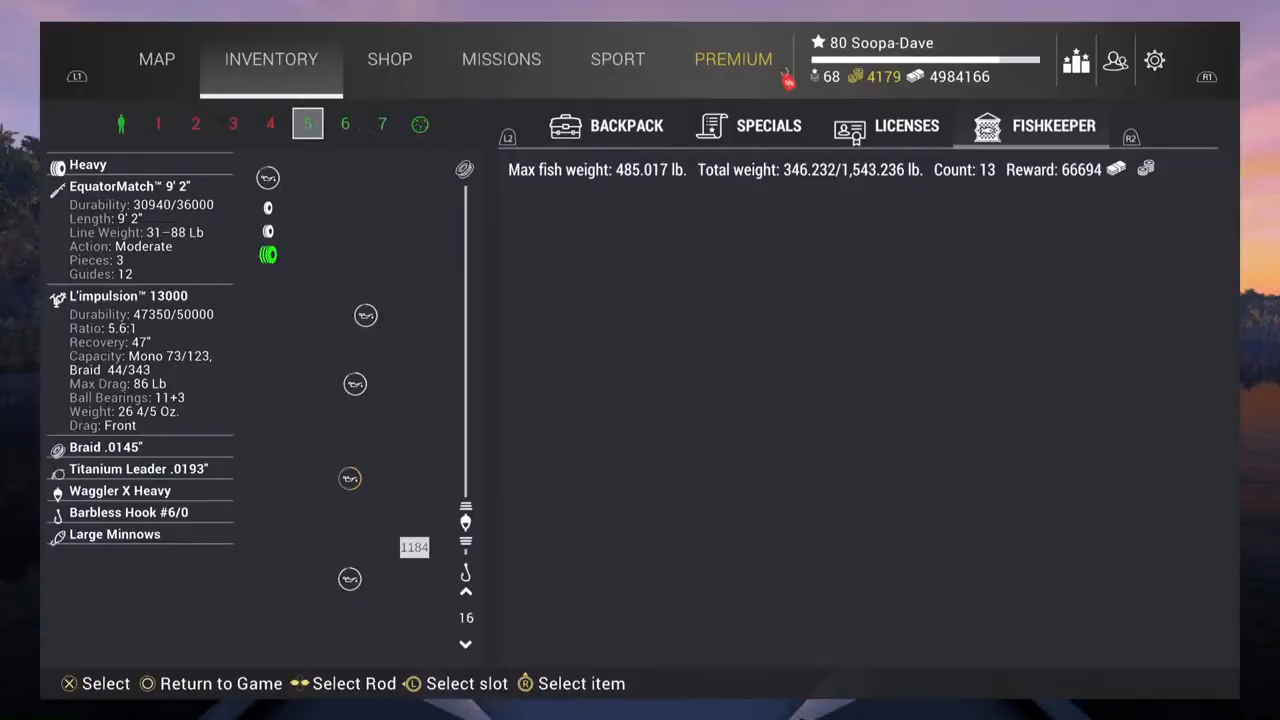 MAP INVENTORY SHOP MISSIONS SPORT PREMIUM
80 Soopa-Dave
68 4179 4984166
L1
R1
1 2 3 4 5 6 7
L2 BACKPACK SPECIALS LICENSES FISHKEEPER R2
Max fish weight: 485.017 lb. Total weight: 346.232/1,543.236 lb. Count: 13 Reward: 66694
Heavy
EquatorMatch™ 9' 2"
Durability: 30940/36000
Length: 9' 2"
Line Weight: 31–88 Lb
Action: Moderate
Pieces: 3
Guides: 12
L'impulsion™ 13000
Durability: 47350/50000
Ratio: 5.6:1
Recovery: 47"
Capacity: Mono 73/123,
Braid 44/343
Max Drag: 86 Lb
Ball Bearings: 11+3
Weight: 26 4/5 Oz.
Drag: Front
Braid .0145"
Titanium Leader .0193"
Waggler X Heavy
Barbless Hook #6/0
Large Minnows
1184
16
Select Return to Game Select Rod L Select slot R Select item